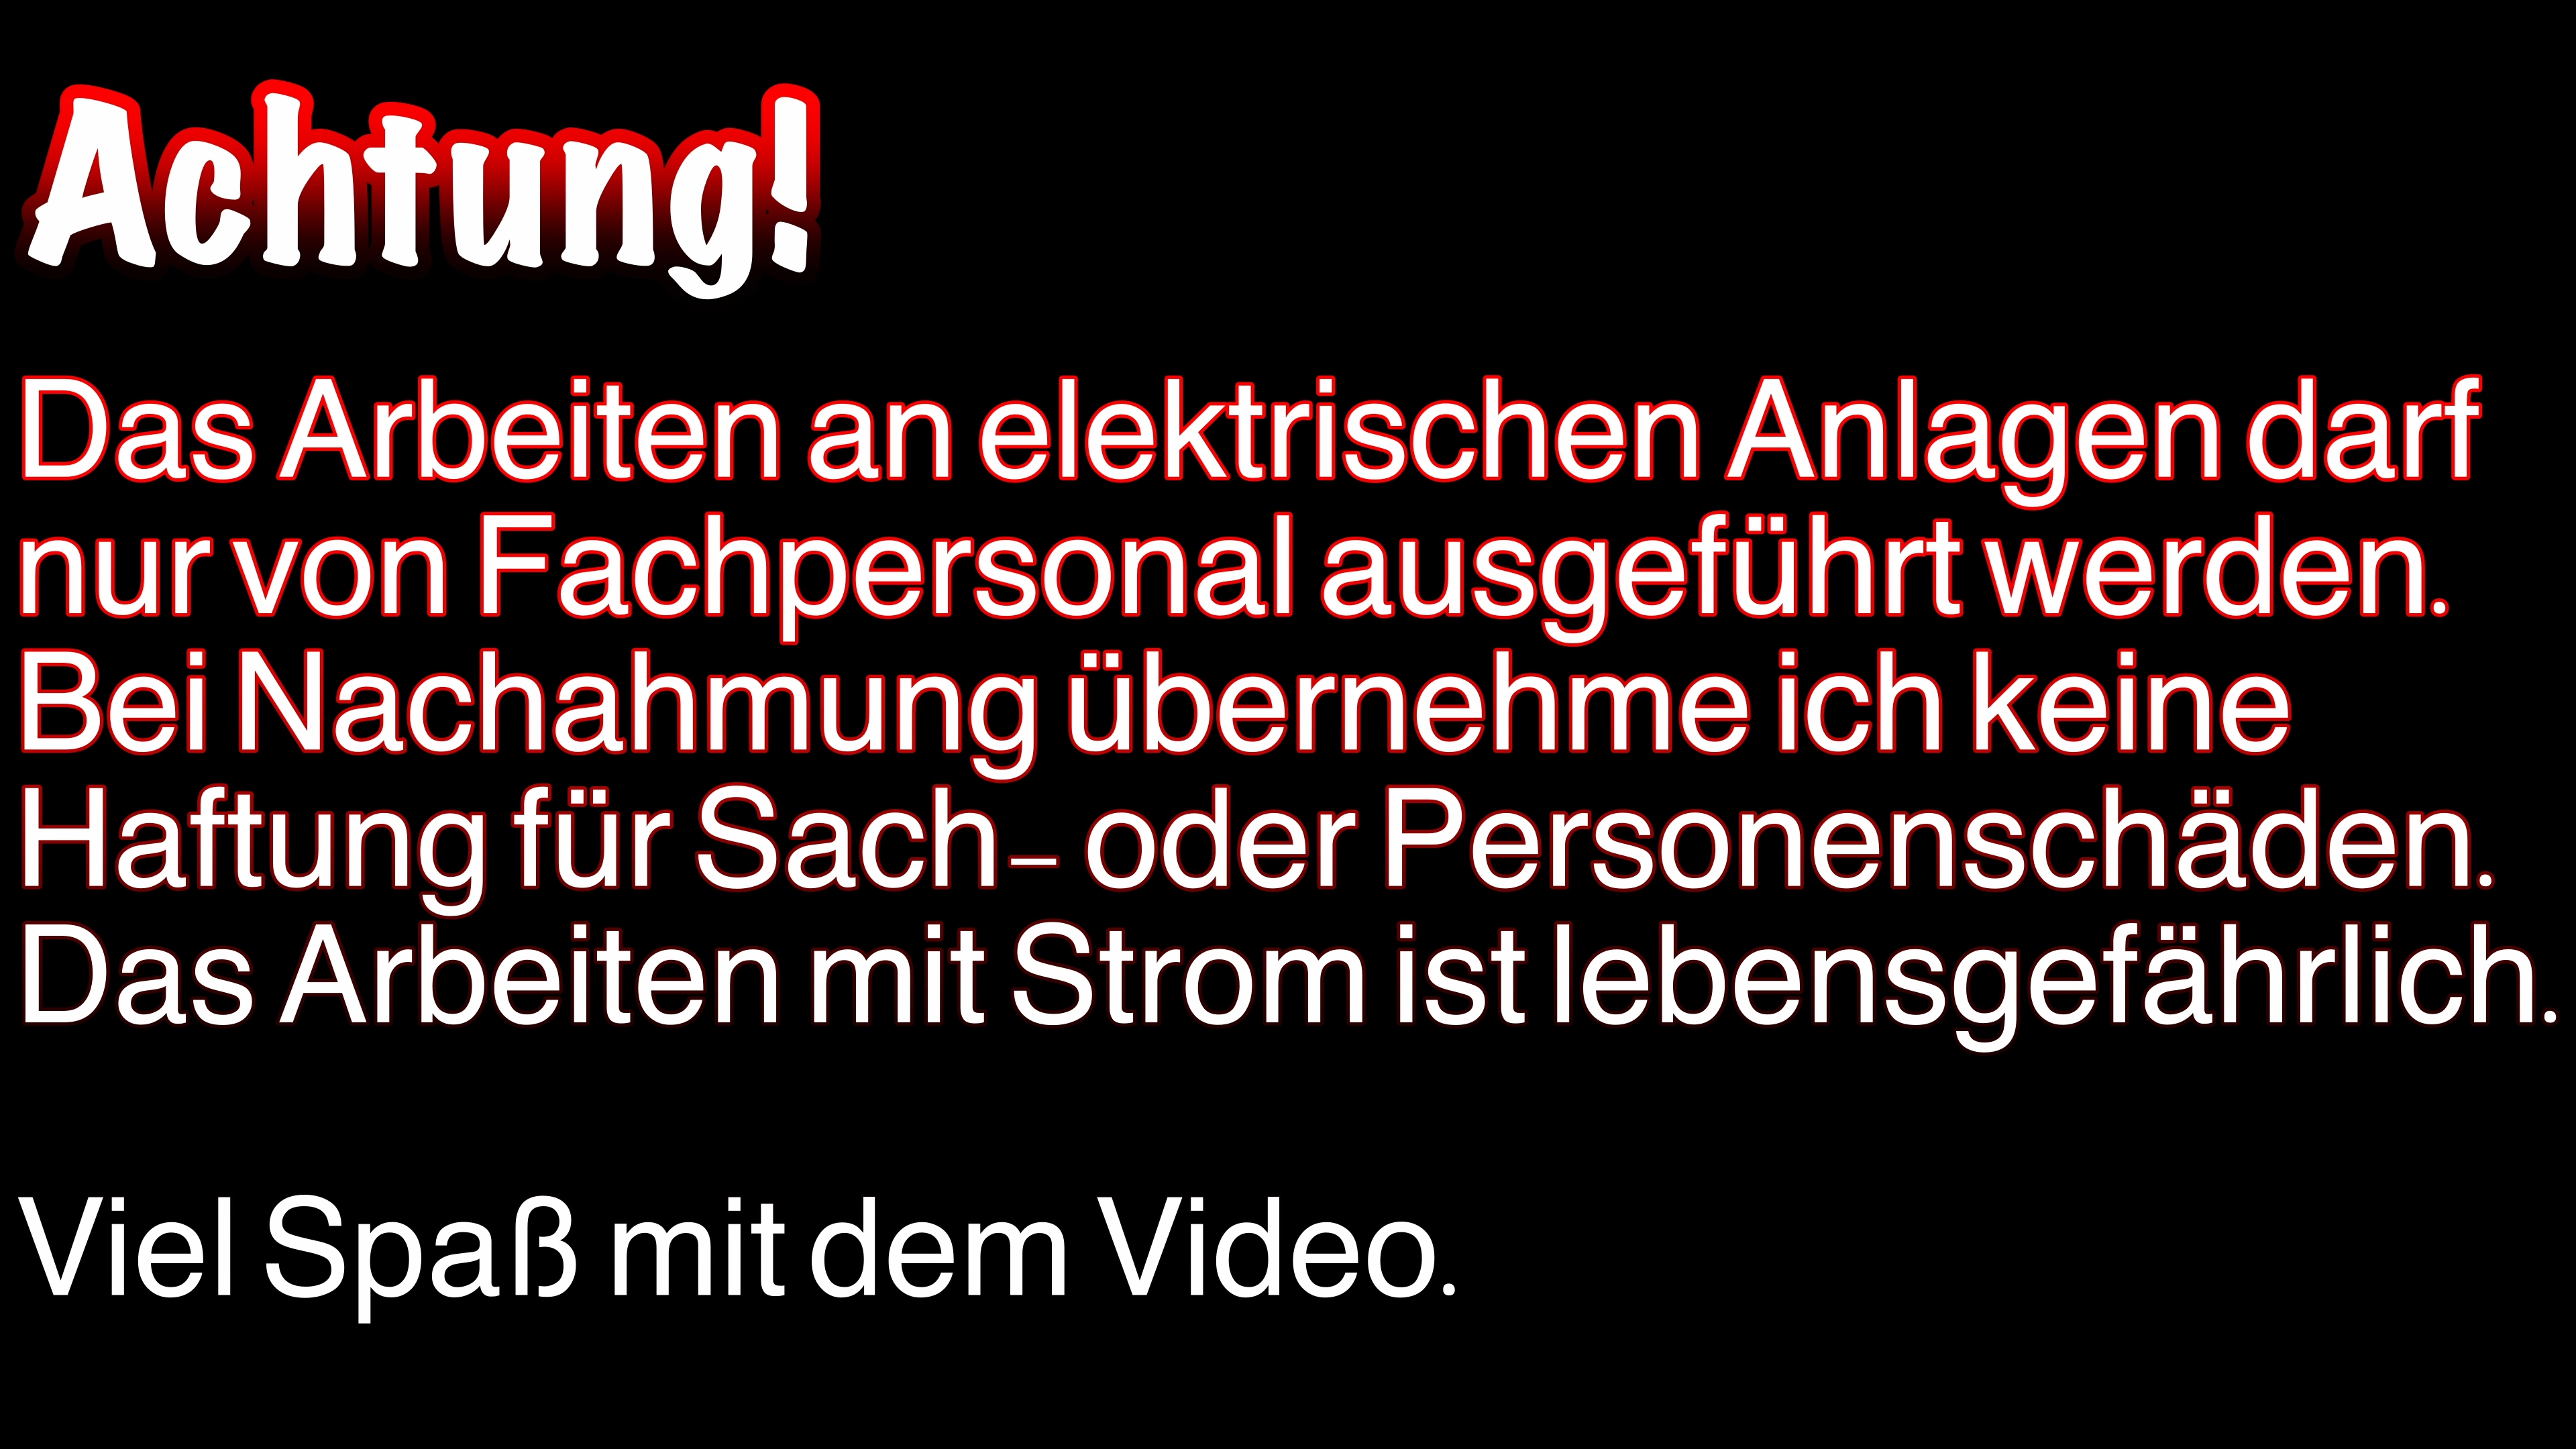 Achtung!
Das Arbeiten an elektrischen Anlagen darf
nur von Fachpersonal ausgeführt werden.
Bei Nachahmung übernehme ich keine
Haftung für Sach- oder Personenschäden.
Das Arbeiten mit Strom ist lebensgefährlich.
Viel Spaß mit dem Video.